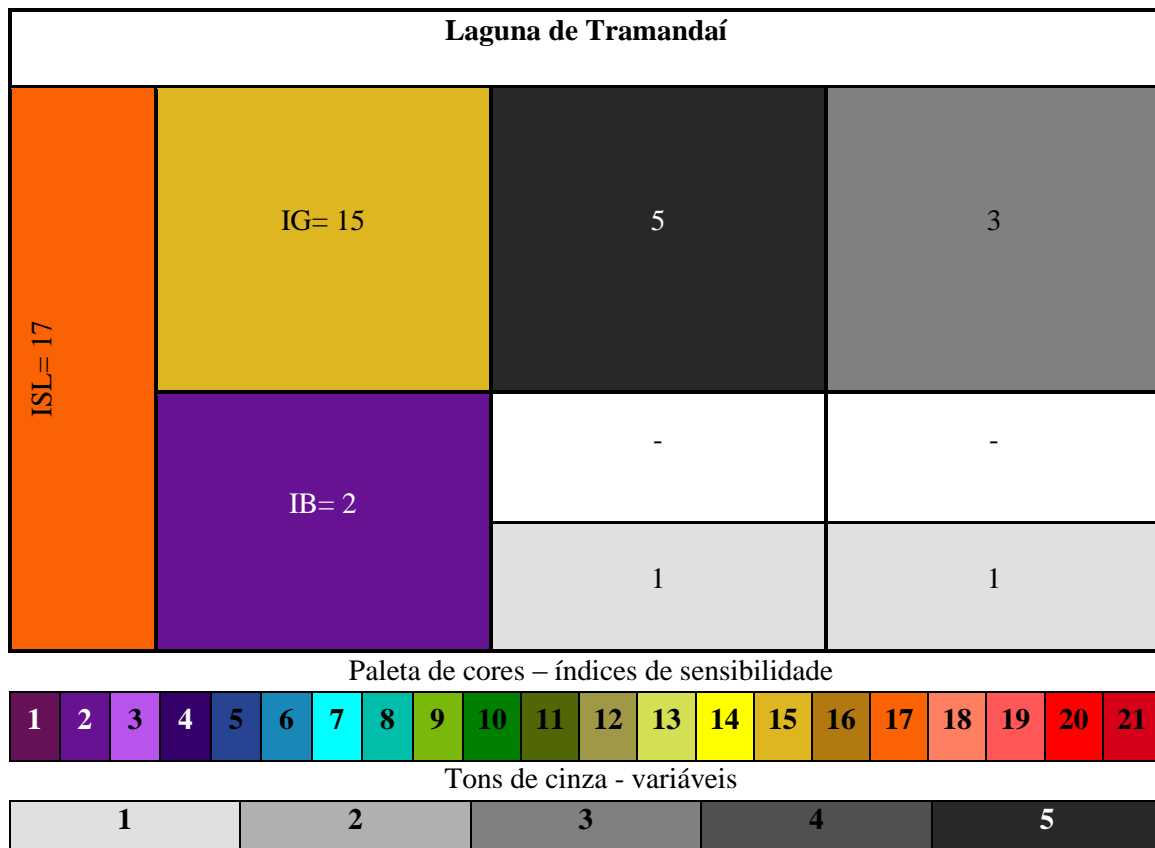 Laguna de Tramandaí
ISL= 17
IG= 15
5
3
IB= 2
-
-
1
1
Paleta de cores – índices de sensibilidade
1 2 3 4 5 6 7 8 9 10 11 12 13 14 15 16 17 18 19 20 21
Tons de cinza - variáveis
1 2 3 4 5